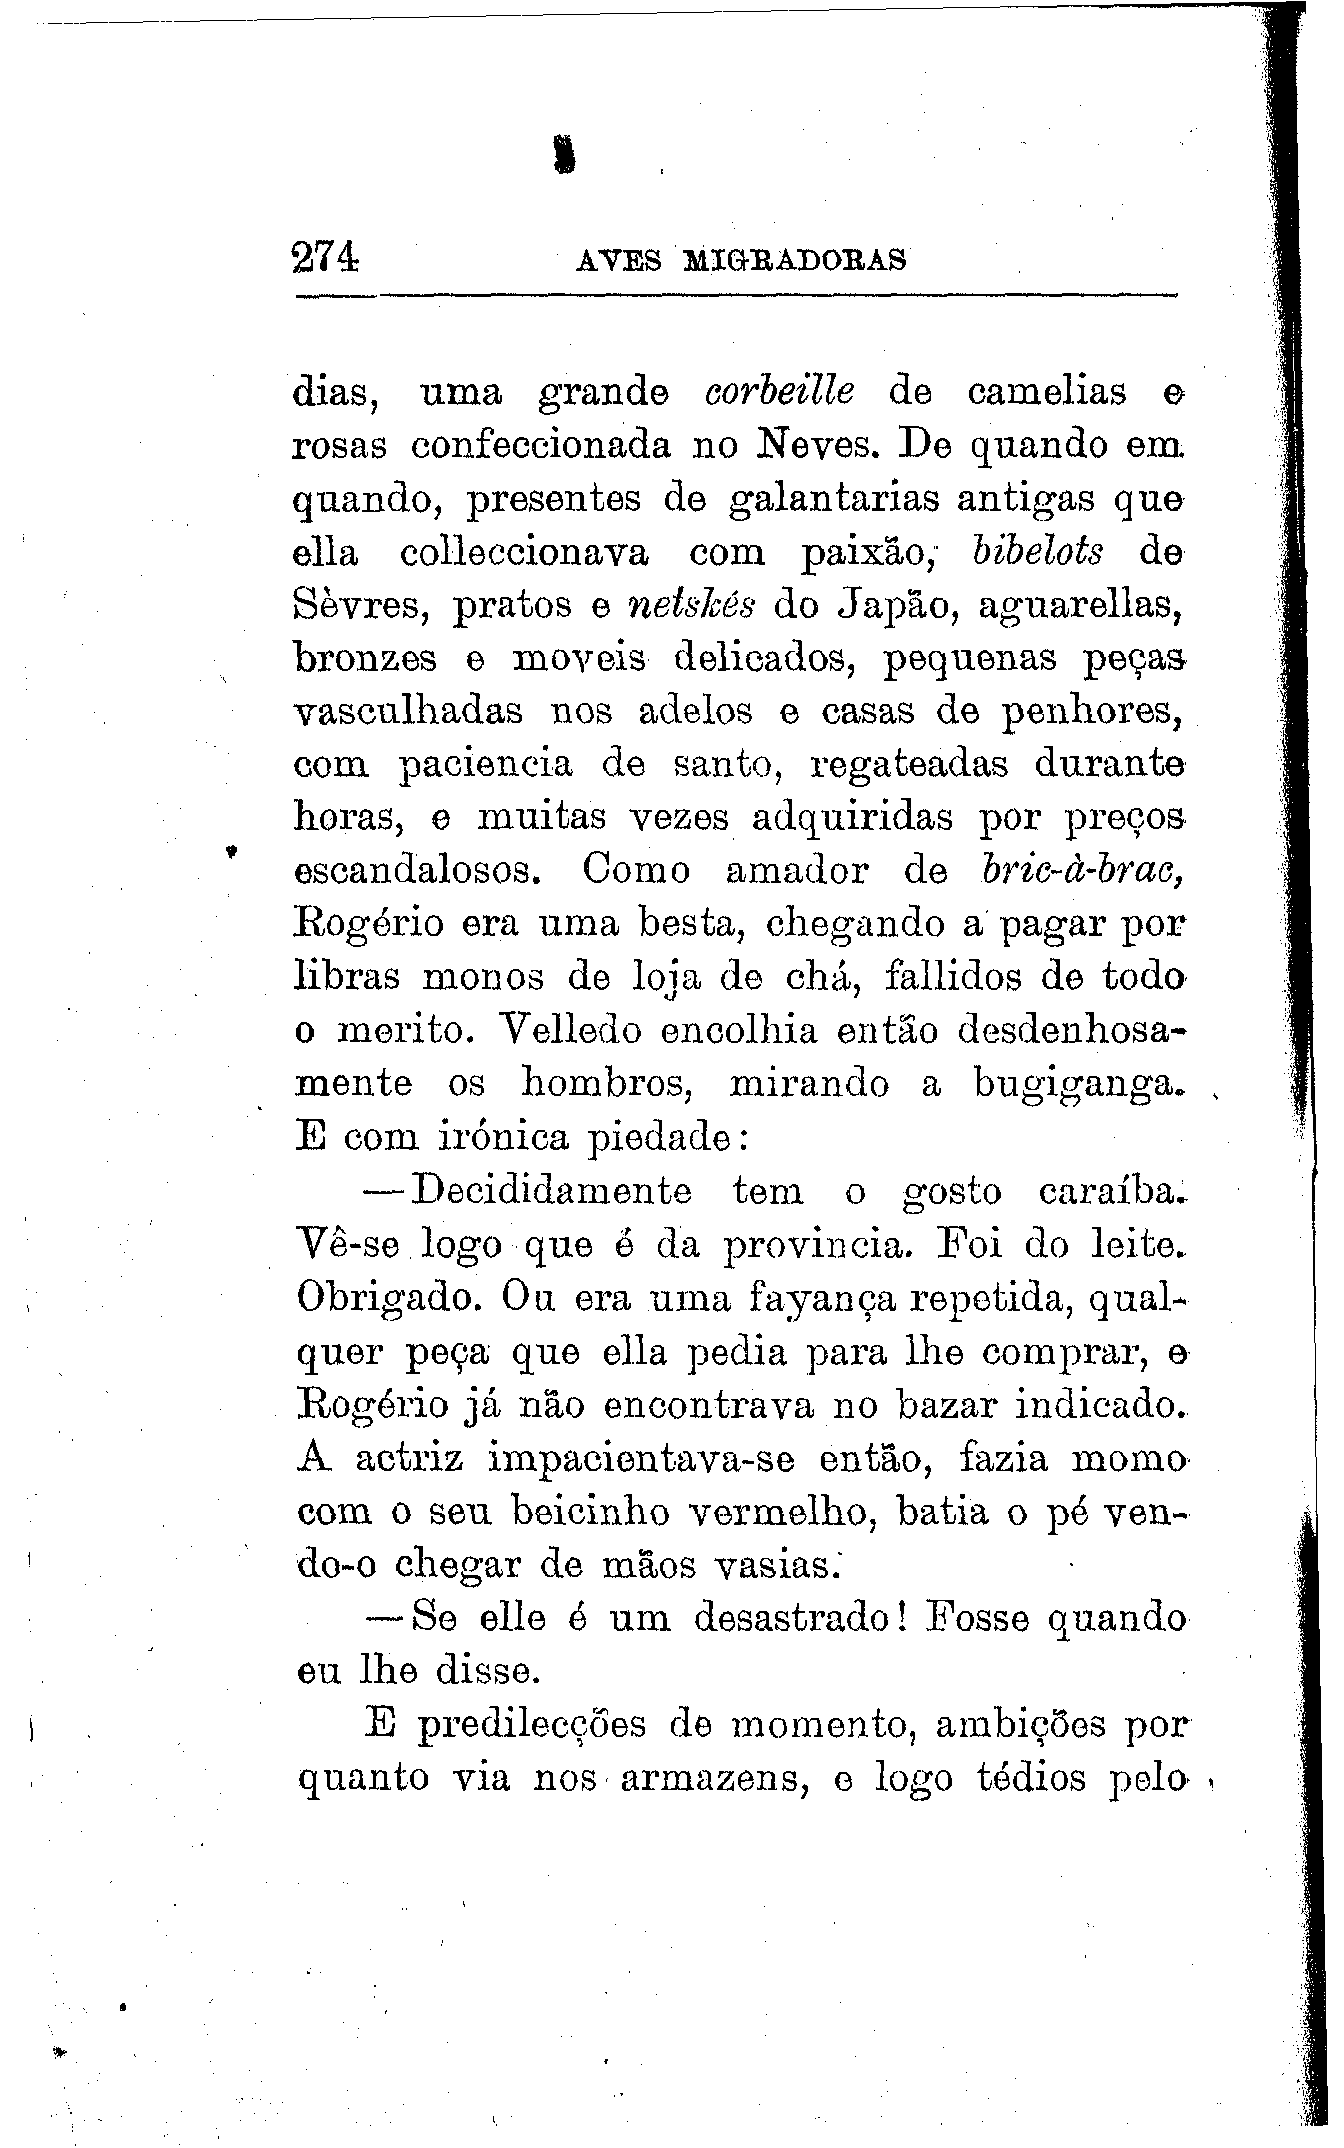 274 AVES MIGRADORAS
dias, uma grande corbeille de camelias e
rosas confeccionada no Neves. De quando em
quando, presentes de galantarias antigas que
ella colleccionava com paixão, bibelots de
Sèvres, pratos e netskés do Japão, aguarellas,
bronzes e moveis delicados, pequenas peças
vasculhadas nos adelos e casas de penhores,
com paciencia de santo, regateadas durante
horas, e muitas vezes adquiridas por preços
escandalosos. Como amador de bric-à-brac,
Rogério era uma besta, chegando a pagar por
libras monos de loja de chá, fallidos de todo
o merito. Velledo encolhia então desdenhosa-
mente os hombros, mirando a bugiganga.
E com irónica piedade:
—Decididamente tem o gosto caraíba.
Vê-se logo que é da provincia. Foi do leite.
Obrigado. Ou era uma fayança repetida, qual-
quer peça que ella pedia para lhe comprar, e
Rogério já não encontrava no bazar indicado.
A actriz impacientava-se então, fazia momo
com o seu beicinho vermelho, batia o pé ven-
do-o chegar de mãos vasias.
—Se elle é um desastrado! Fosse quando
eu lhe disse.
E predilecções de momento, ambições por
quanto via nos armazens, e logo tédios pelo